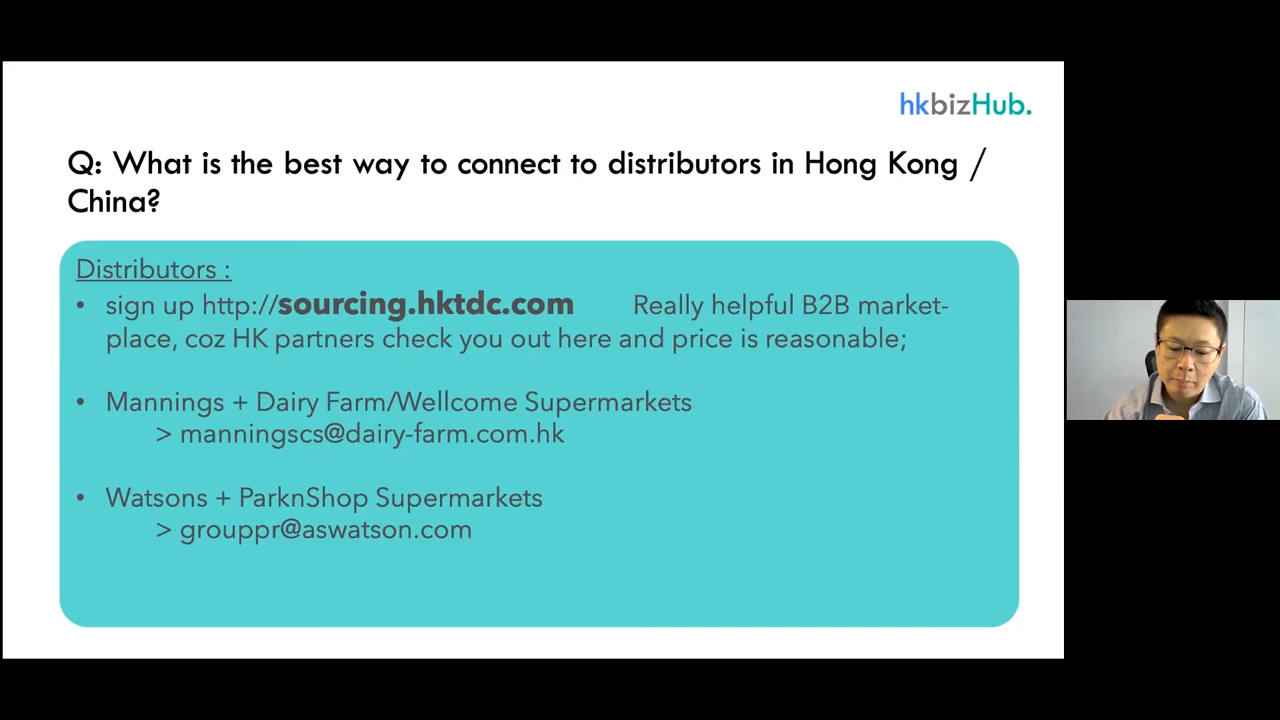 hkbizHub.
Q: What is the best way to connect to distributors in Hong Kong /
China?
Distributors :
• sign up http://sourcing.hktdc.com Really helpful B2B market-
place, coz HK partners check you out here and price is reasonable;
• Mannings + Dairy Farm/Wellcome Supermarkets
> manningscs@dairy-farm.com.hk
• Watsons + ParknShop Supermarkets
> grouppr@aswatson.com